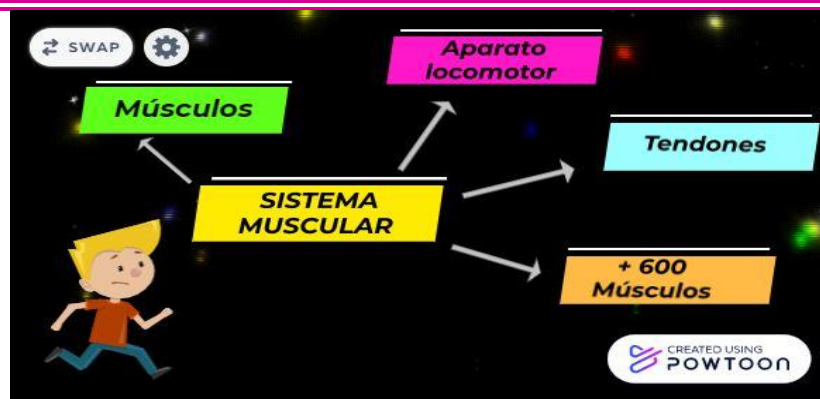 SWAP
Aparato
locomotor
Músculos
Tendones
SISTEMA
MUSCULAR
+ 600
Músculos
CREATED USING
POWTOON